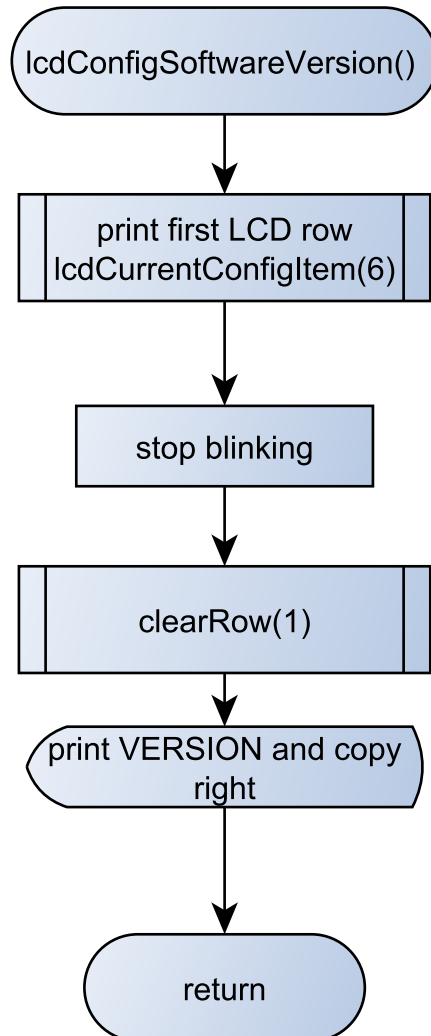 lcdConfigSoftwareVersion()
print first LCD row
lcdCurrentConfigItem(6)
stop blinking
clearRow(1)
print VERSION and copy
right
return